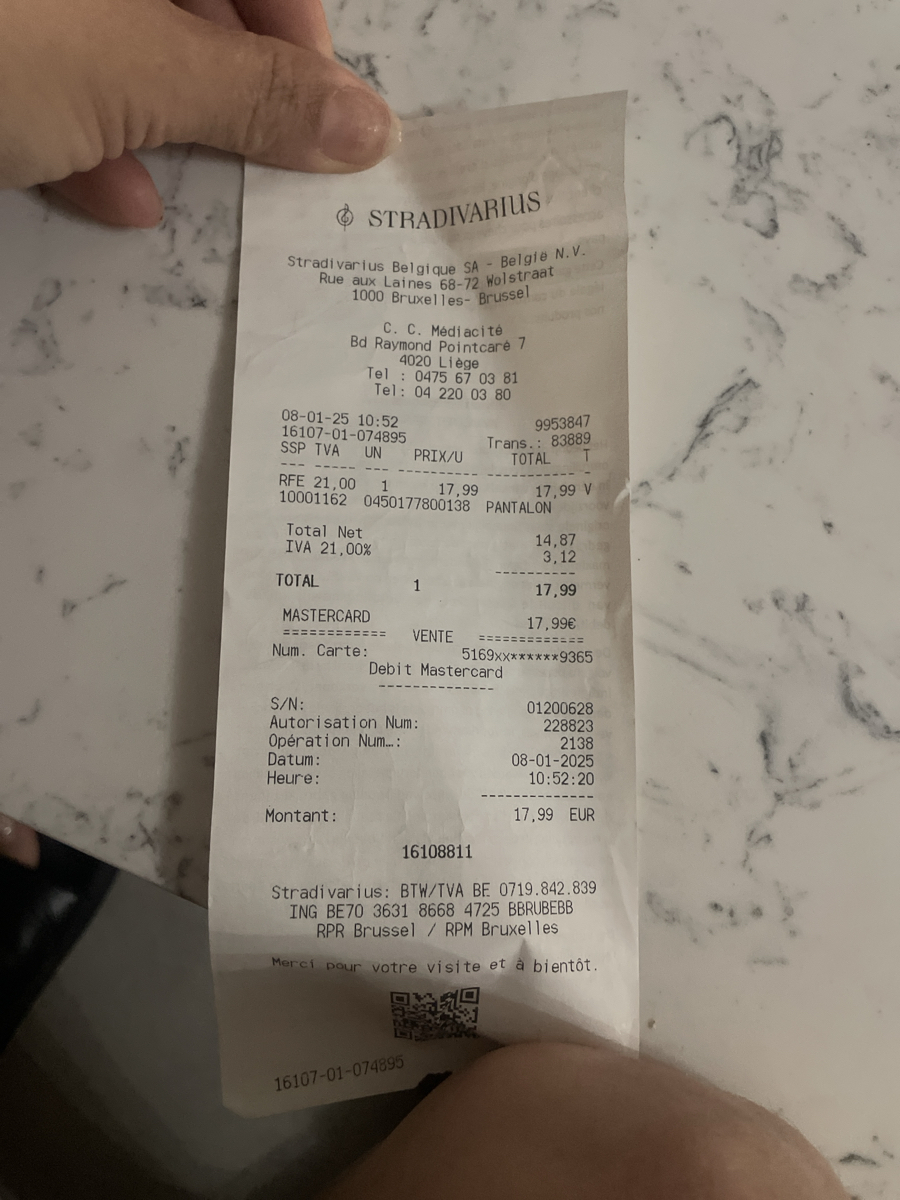 STRADIVARIUS
Stradivarius Belgique SA - Belgie N.V.
Rue aux Laines 68-72 Wolstraat
1000 Bruxelles- Brussel
C. C. Médiacité
Bd Raymond Pointcaré 7
4020 Liège
Tel : 0475 67 03 81
Tel: 04 220 03 80
08-01-25 10:52 9953847
16107-01-074895 Trans.: 83889
SSP TVA UN PRIX/U TOTAL T
--- ----- --- ----------- ----------- -
RFE 21,00 1 17,99 17,99 V
10001162 0450177800138 PANTALON
Total Net 14,87
IVA 21,00% 3,12
----------
TOTAL 1 17,99
MASTERCARD 17,99€
============ VENTE ============
Num. Carte: 5169xx******9365
Debit Mastercard
-------------
S/N: 01200628
Autorisation Num: 228823
Opération Num…: 2138
Datum: 08-01-2025
Heure: 10:52:20
-------------
Montant: 17,99 EUR
16108811
Stradivarius: BTW/TVA BE 0719.842.839
ING BE70 3631 8668 4725 BBRUBEBB
RPR Brussel / RPM Bruxelles
Merci pour votre visite et à bientôt.
16107-01-074895